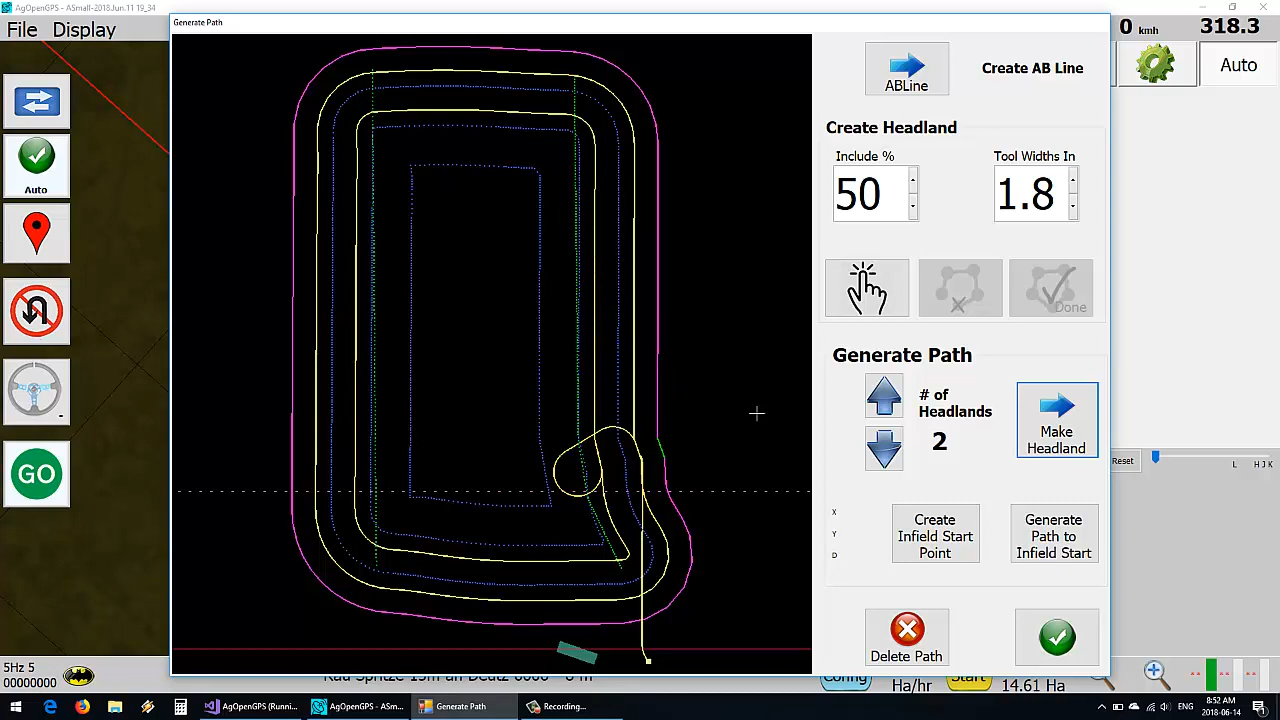 AgOpenGPS - ASmall-2018.Jun.11 19_34
File Display
Generate Path
0 kmh 318.3
Auto
ABLine
Create AB Line
Create Headland
Include %
Tool Widths In
50
1.8
Auto
Done
Generate Path
# of
Headlands
2
Make
Headland
Reset
L H J K
GO
X
Y
D
Create
Infield Start
Point
Generate
Path to
Infield Start
Delete Path
5Hz 5
00000000
Ha/hr
14.61 Ha
Config
Start
AgOpenGPS (Runni...
AgOpenGPS - ASm...
Generate Path
Recording...
ENG
8:52 AM
2018-06-14